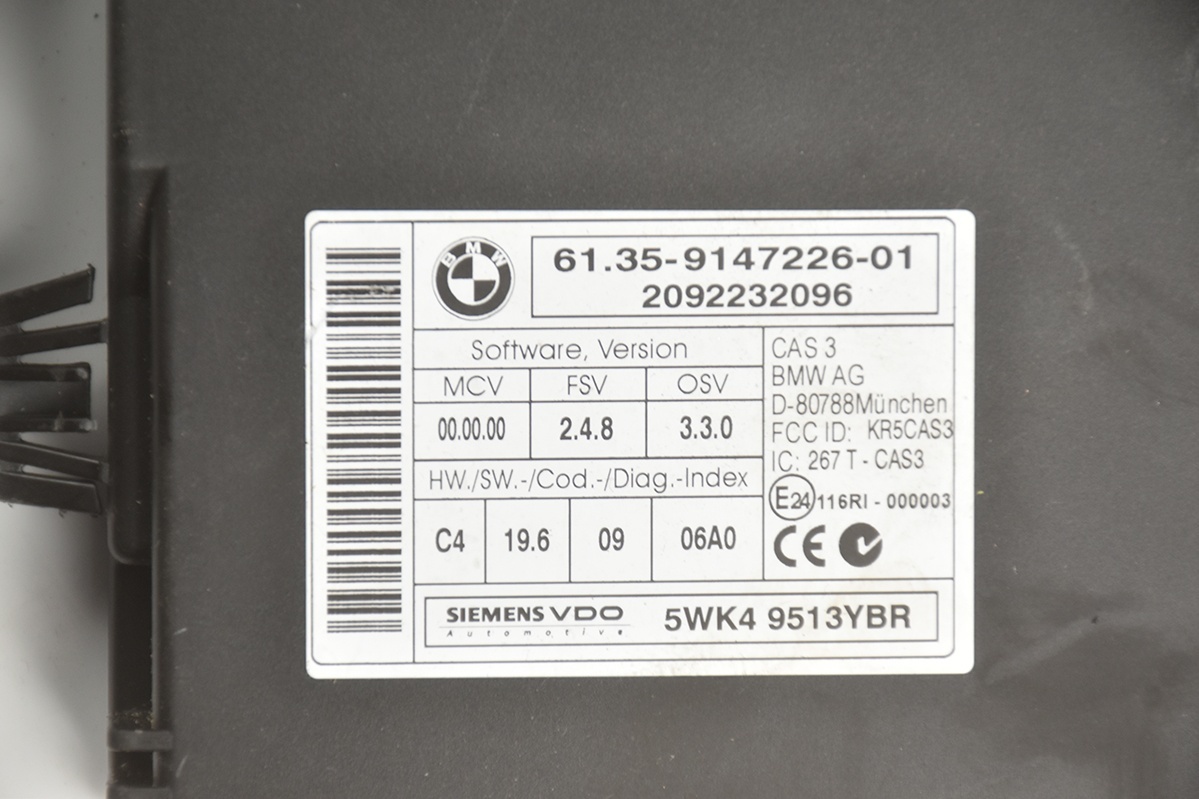 BMW
61.35-9147226-01
2092232096
Software, Version
MCV FSV OSV
00.00.00 2.4.8 3.3.0
HW./SW.-/Cod.-/Diag.-Index
C4 19.6 09 06A0
CAS 3
BMW AG
D-80788München
FCC ID: KR5CAS3
IC: 267 T - CAS3
E24 116RI - 000003
CE
SIEMENS VDO
Automotive
5WK4 9513YBR